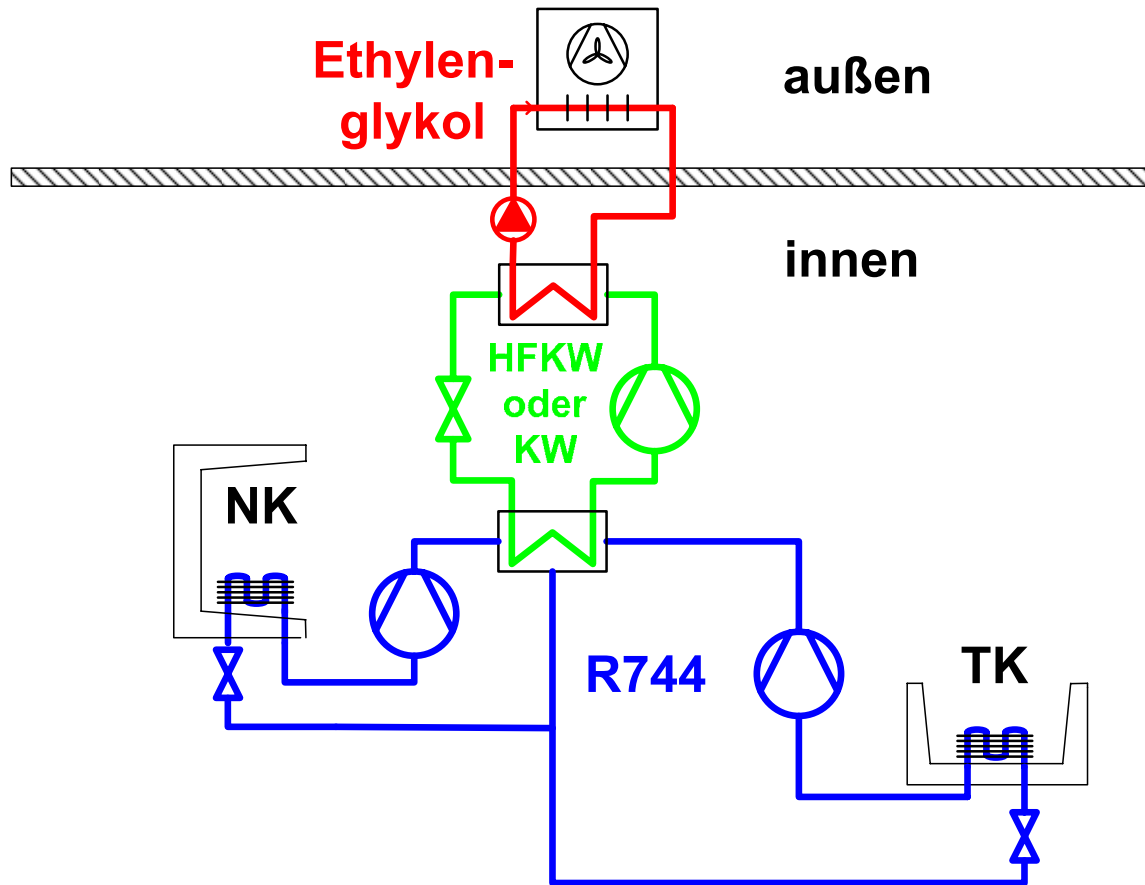 Ethylen-
glykol
außen
innen
HFKW
oder
KW
NK
R744
TK